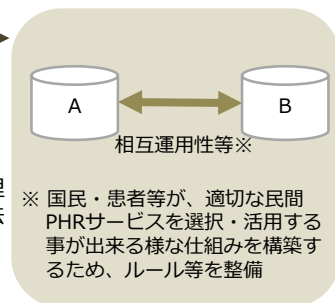 A
B
相互運用性等※
※ 国民・患者等が、適切な民間
PHRサービスを選択・活用する
事が出来る様な仕組みを構築す
るため、ルール等を整備